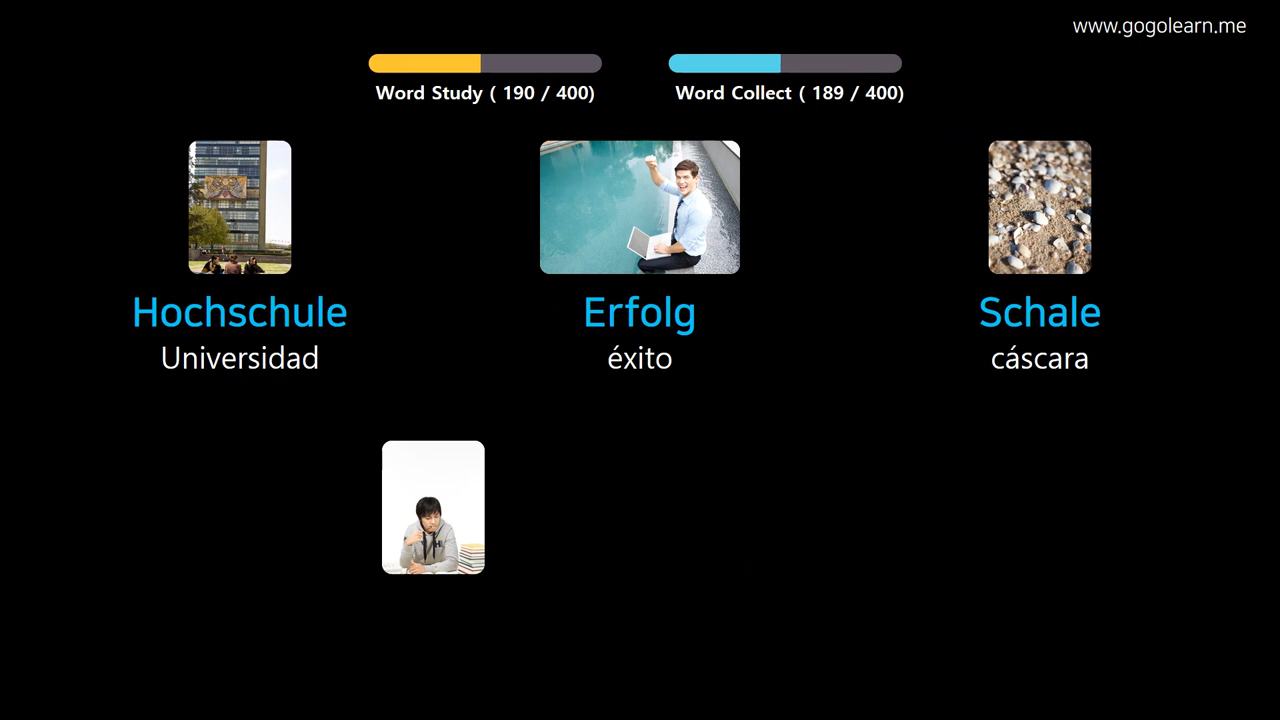 www.gogolearn.me
Word Study ( 190 / 400)
Word Collect ( 189 / 400)
Hochschule
Erfolg
Schale
Universidad
éxito
cáscara